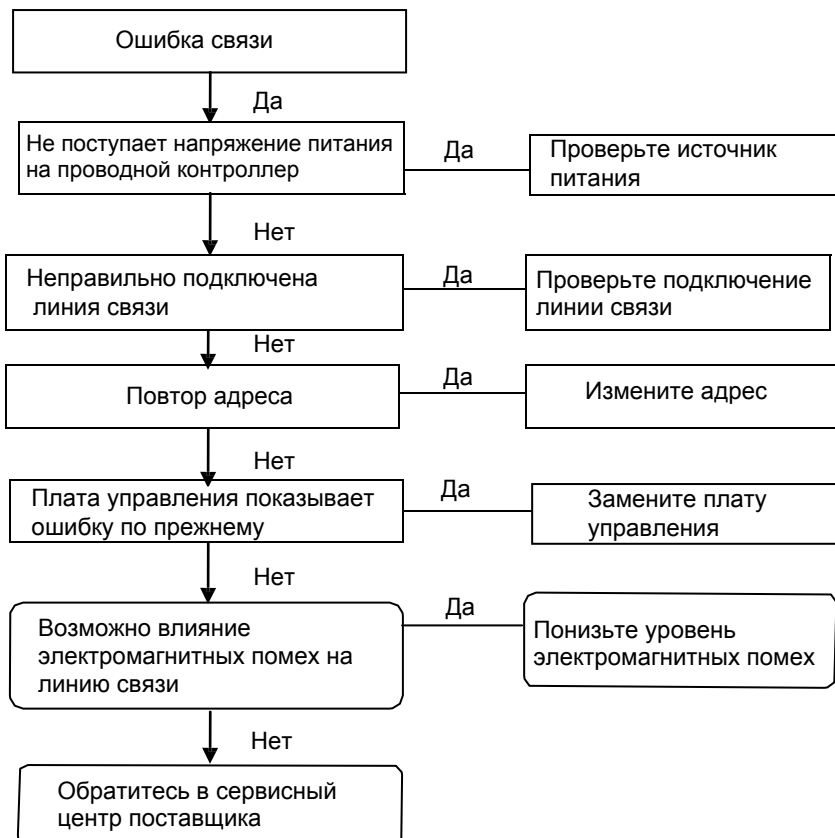 Ошибка связи
Да
Не поступает напряжение питания
на проводной контроллер
Да
Проверьте источник
питания
Нет
Неправильно подключена
линия связи
Да
Проверьте подключение
линии связи
Нет
Повтор адреса
Да
Измените адрес
Нет
Плата управления показывает
ошибку по прежнему
Да
Замените плату
управления
Нет
Возможно влияние
электромагнитных помех на
линию связи
Да
Понизьте уровень
электромагнитных помех
Нет
Обратитесь в сервисный
центр поставщика